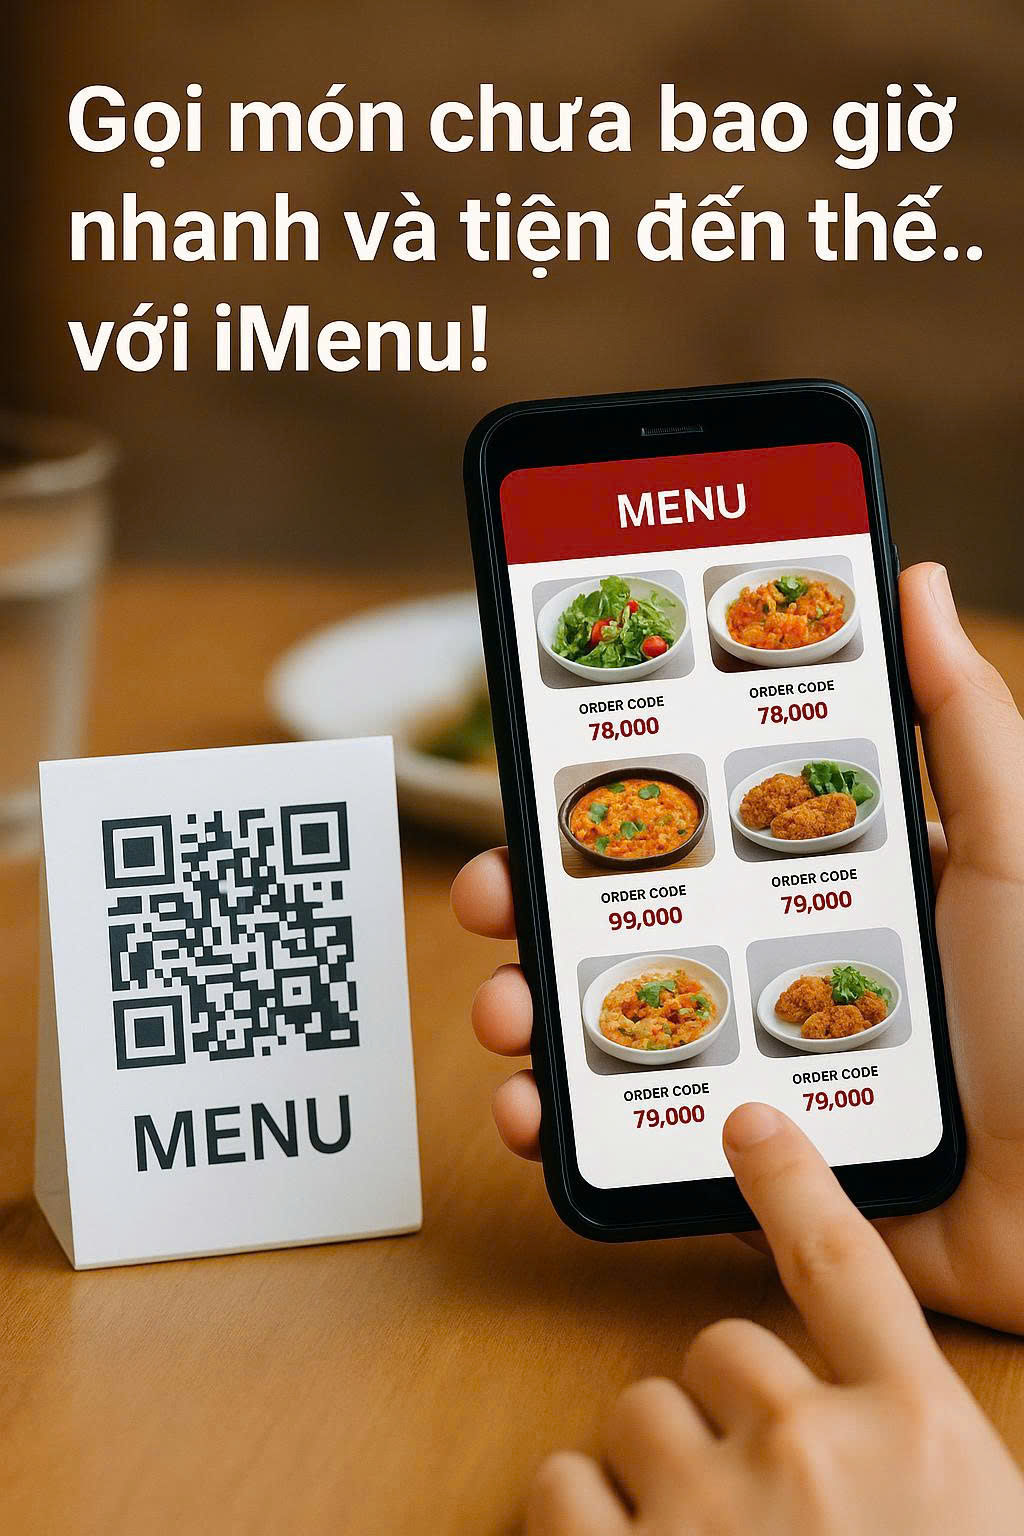 Gọi món chưa bao giờ
nhanh và tiện đến thế..
với iMenu!
MENU
ORDER CODE
78,000
ORDER CODE
78,000
ORDER CODE
99,000
ORDER CODE
79,000
ORDER CODE
79,000
ORDER CODE
79,000
MENU